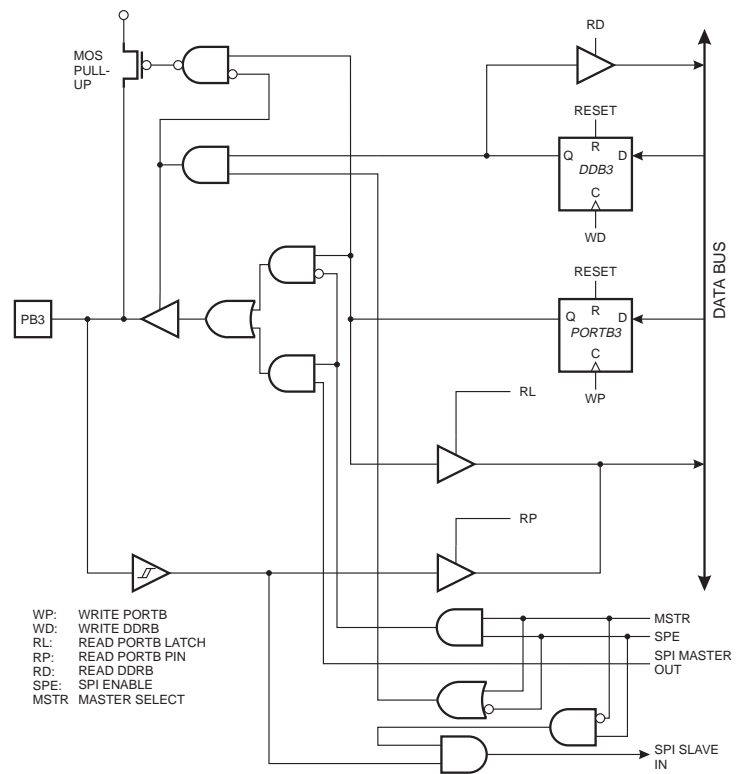 RD
MOS
PULL-
UP
RESET
R
Q
D
DDB3
C
WD
DATA BUS
RESET
PB3
Q
R
D
PORTB3
C
WP
RL
RP
WP: WRITE PORTB
WD: WRITE DDRB
RL: READ PORTB LATCH
RP: READ PORTB PIN
RD: READ DDRB
SPE: SPI ENABLE
MSTR MASTER SELECT
MSTR
SPE
SPI MASTER
OUT
SPI SLAVE
IN